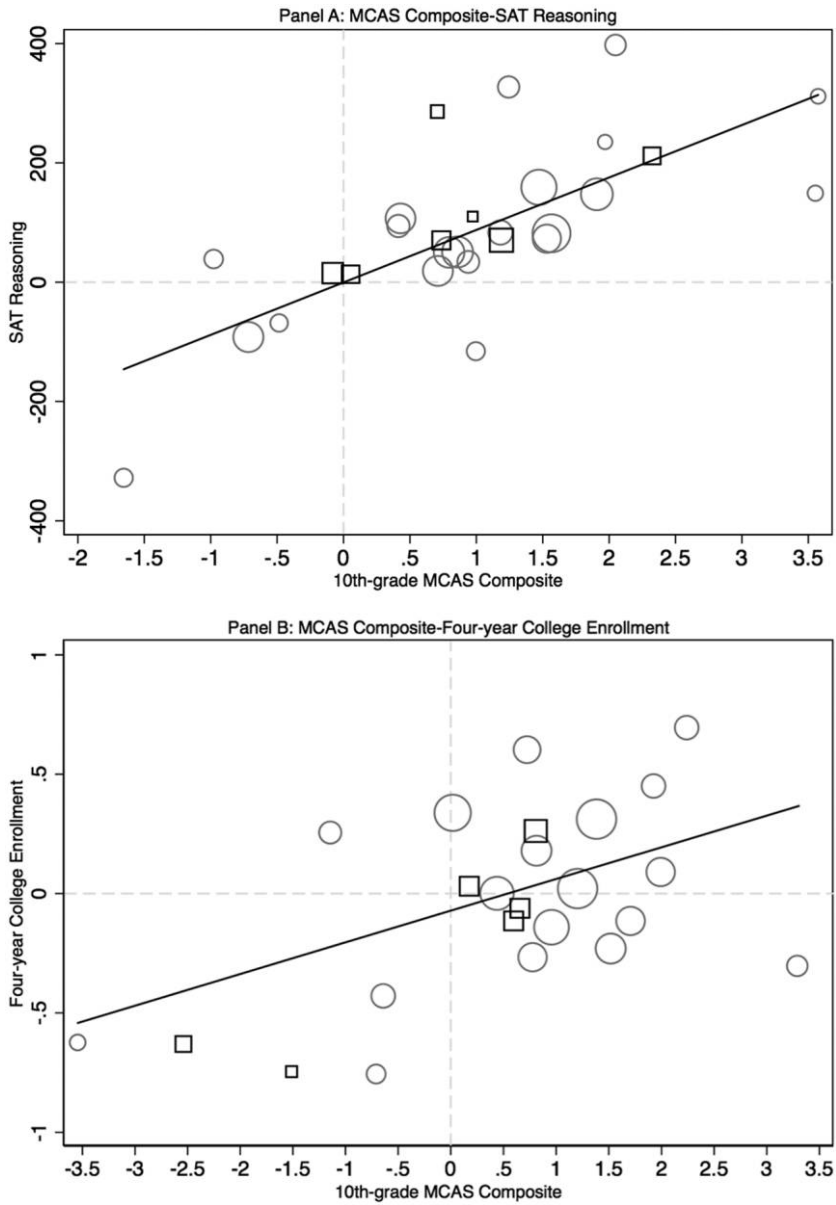 Panel A: MCAS Composite-SAT Reasoning
400
200
0
-200
-400
SAT Reasoning
-2 -1.5 -1 -.5 0 .5 1 1.5 2 2.5 3 3.5
10th-grade MCAS Composite
Panel B: MCAS Composite-Four-year College Enrollment
1
.5
0
-.5
-1
Four-year College Enrollment
-3.5 -3 -2.5 -2 -1.5 -1 -.5 0 .5 1 1.5 2 2.5 3 3.5
10th-grade MCAS Composite